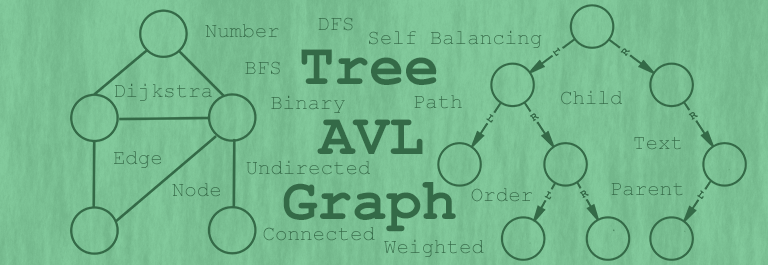 DFS
Number
Self Balancing
BFS
Tree
Dijkstra
Binary
Path
Child
AVL
Edge
Undirected
Text
Node
Graph
Order
Parent
Connected
Weighted
L
R
L
R
R
L
R
L